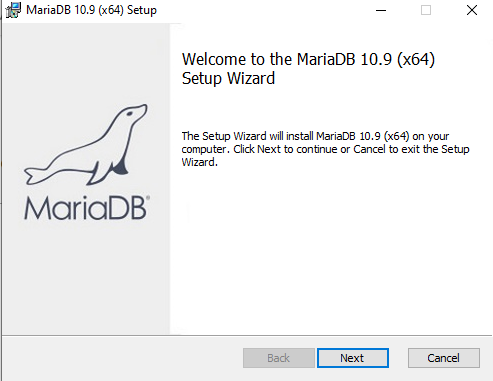 MariaDB 10.9 (x64) Setup
Welcome to the MariaDB 10.9 (x64)
Setup Wizard
The Setup Wizard will install MariaDB 10.9 (x64) on your
computer. Click Next to continue or Cancel to exit the Setup
Wizard.
MariaDB®
Back
Next
Cancel